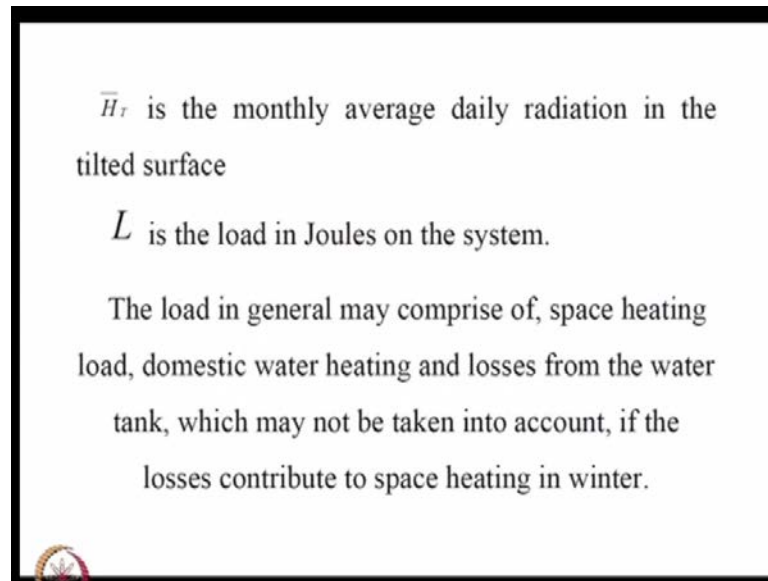 H̅_T is the monthly average daily radiation in the
tilted surface
L is the load in Joules on the system.
The load in general may comprise of, space heating
load, domestic water heating and losses from the water
tank, which may not be taken into account, if the
losses contribute to space heating in winter.